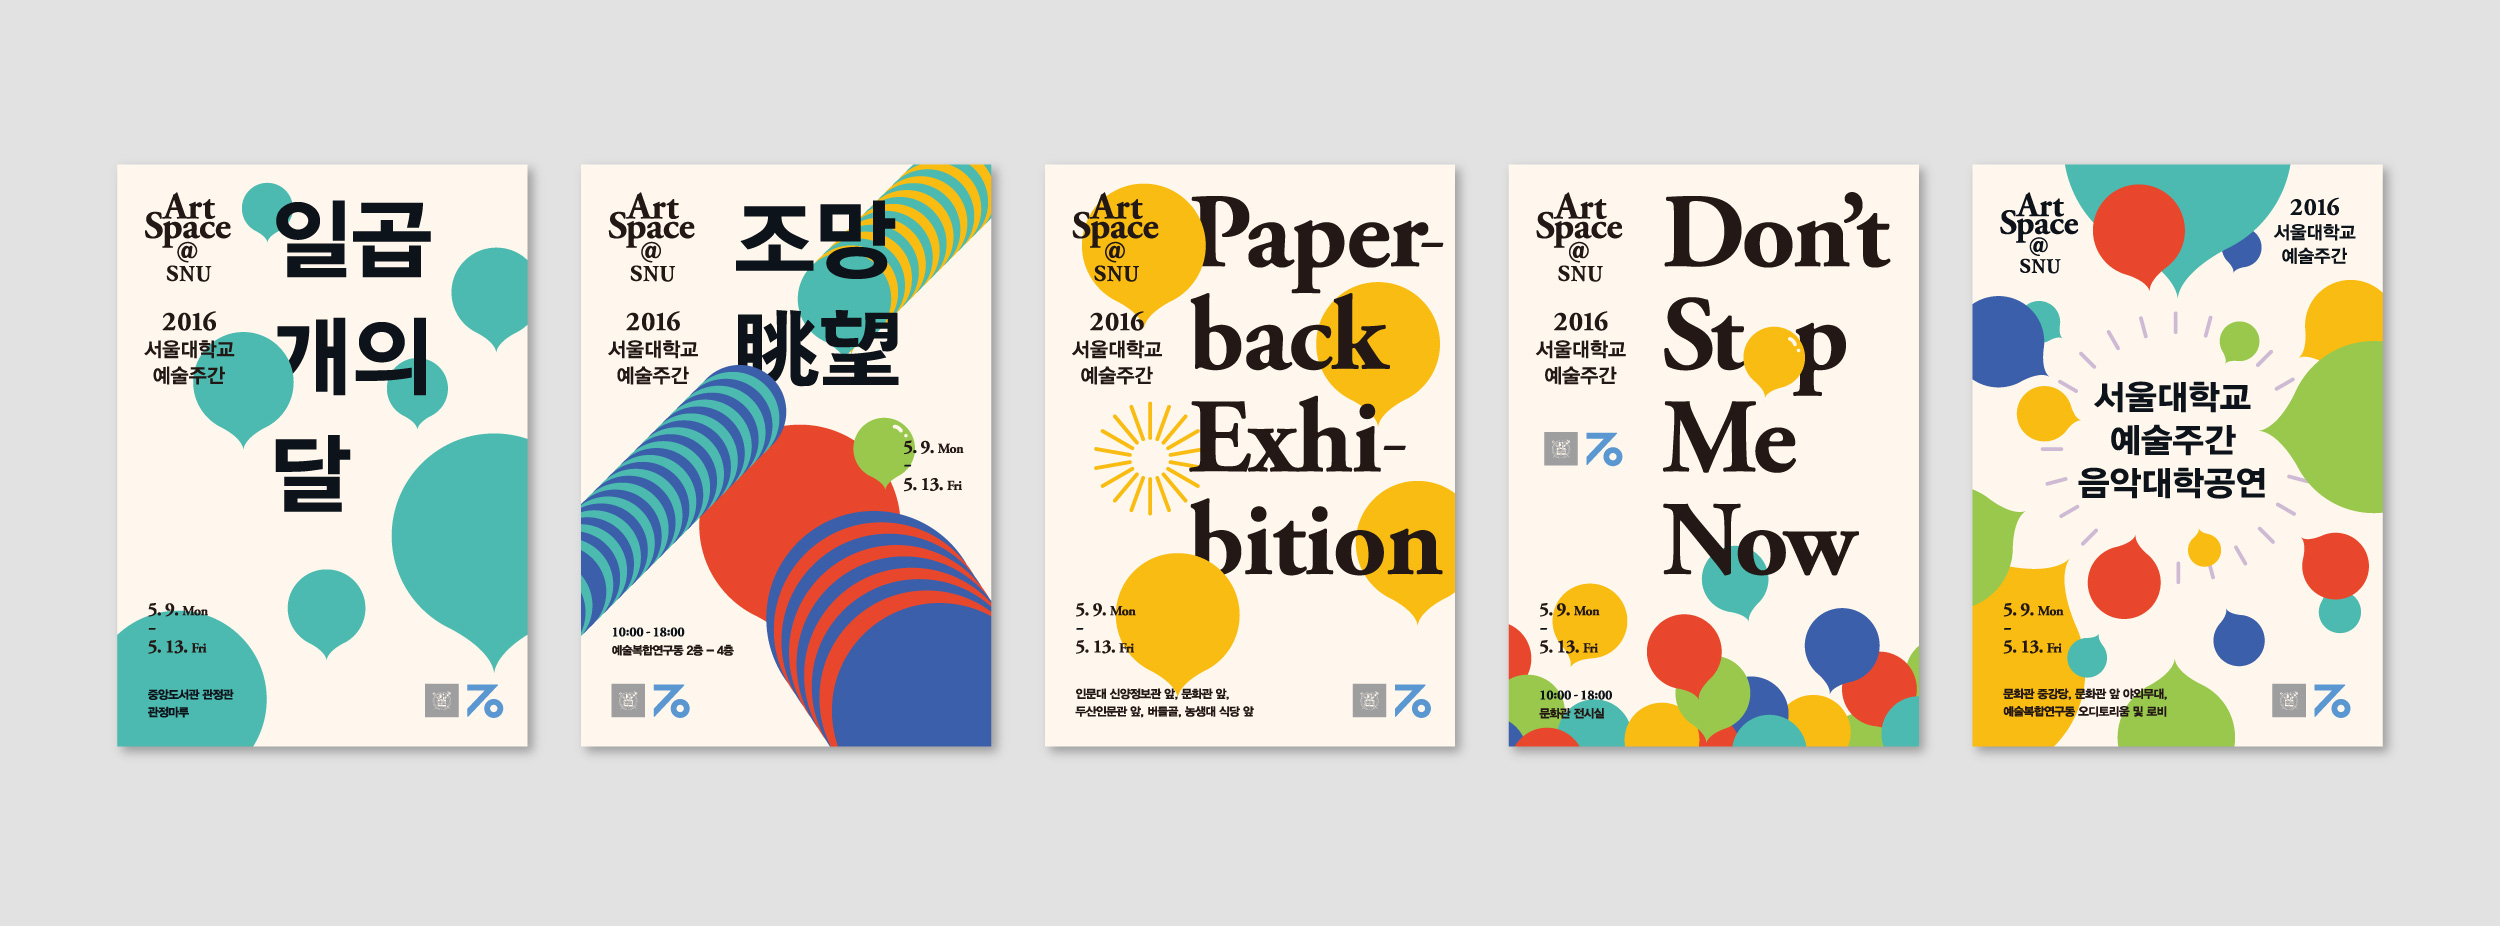 Art
Space
@
SNU
2016
서울대학교
예술주간
일곱
개의
달
5. 9. Mon
–
5. 13. Fri
중앙도서관 관정관
관정마루
Art
Space
@
SNU
2016
서울대학교
예술주간
조망
眺望
5. 9. Mon
–
5. 13. Fri
10:00 - 18:00
예술복합연구동 2층 – 4층
70
Art
Space
@
SNU
2016
서울대학교
예술주간
Paper-
back
Exhi-
bition
5. 9. Mon
–
5. 13. Fri
인문대 신양정보관 앞, 문화관 앞,
두산인문관 앞, 버들골, 농생대 식당 앞
70
Art
Space
@
SNU
2016
서울대학교
예술주간
Don't
Stop
Me
Now
70
5. 9. Mon
–
5. 13. Fri
10:00 - 18:00
문화관 전시실
Art
Space
@
SNU
2016
서울대학교
예술주간
서울대학교
예술주간
음악대학공연
5. 9. Mon
–
5. 13. Fri
문화관 중강당, 문화관 앞 야외무대,
예술복합연구동 오디토리움 및 로비
70